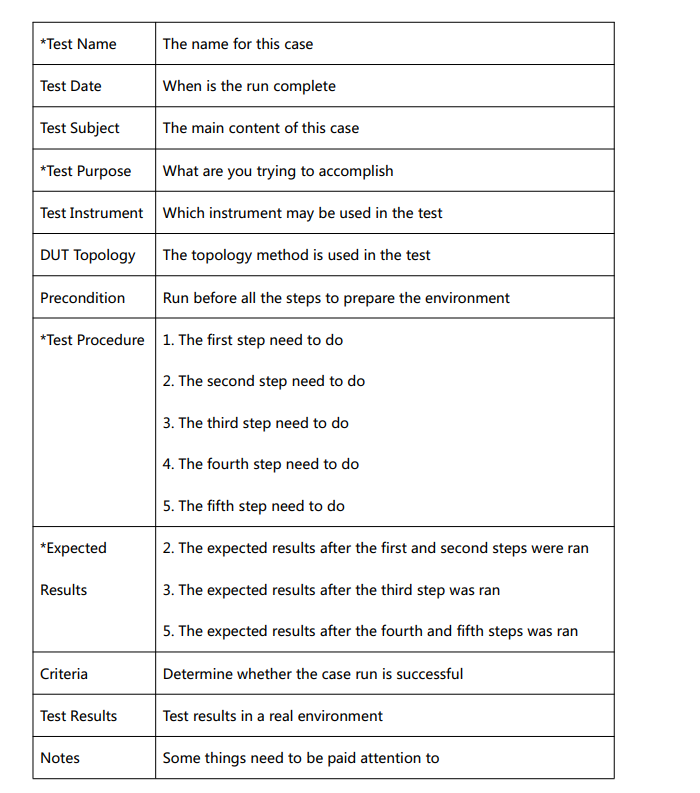 *Test Name The name for this case
Test Date When is the run complete
Test Subject The main content of this case
*Test Purpose What are you trying to accomplish
Test Instrument Which instrument may be used in the test
DUT Topology The topology method is used in the test
Precondition Run before all the steps to prepare the environment
*Test Procedure 1. The first step need to do
2. The second step need to do
3. The third step need to do
4. The fourth step need to do
5. The fifth step need to do
*Expected 2. The expected results after the first and second steps were ran
Results 3. The expected results after the third step was ran
5. The expected results after the fourth and fifth steps was ran
Criteria Determine whether the case run is successful
Test Results Test results in a real environment
Notes Some things need to be paid attention to